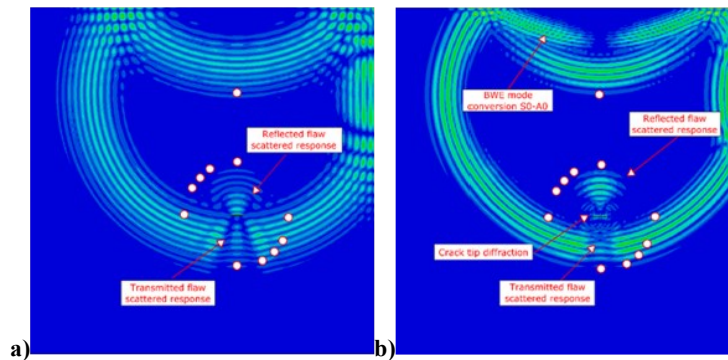 Reflected flaw
scattered response
Transmitted flaw
scattered response
a)
BWE mode
conversion S0-A0
Reflected flaw
scattered response
Crack tip diffraction
Transmitted flaw
scattered response
b)